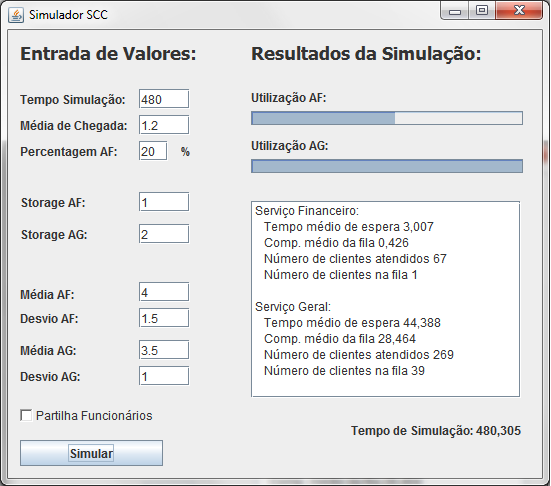 Simulador SCC
Entrada de Valores:
Tempo Simulação: 480
Média de Chegada: 1.2
Percentagem AF: 20 %
Storage AF: 1
Storage AG: 2
Média AF: 4
Desvio AF: 1.5
Média AG: 3.5
Desvio AG: 1
Partilha Funcionários
Simular
Resultados da Simulação:
Utilização AF:
Utilização AG:
Serviço Financeiro:
Tempo médio de espera 3,007
Comp. médio da fila 0,426
Número de clientes atendidos 67
Número de clientes na fila 1
Serviço Geral:
Tempo médio de espera 44,388
Comp. médio da fila 28,464
Número de clientes atendidos 269
Número de clientes na fila 39
Tempo de Simulação: 480,305